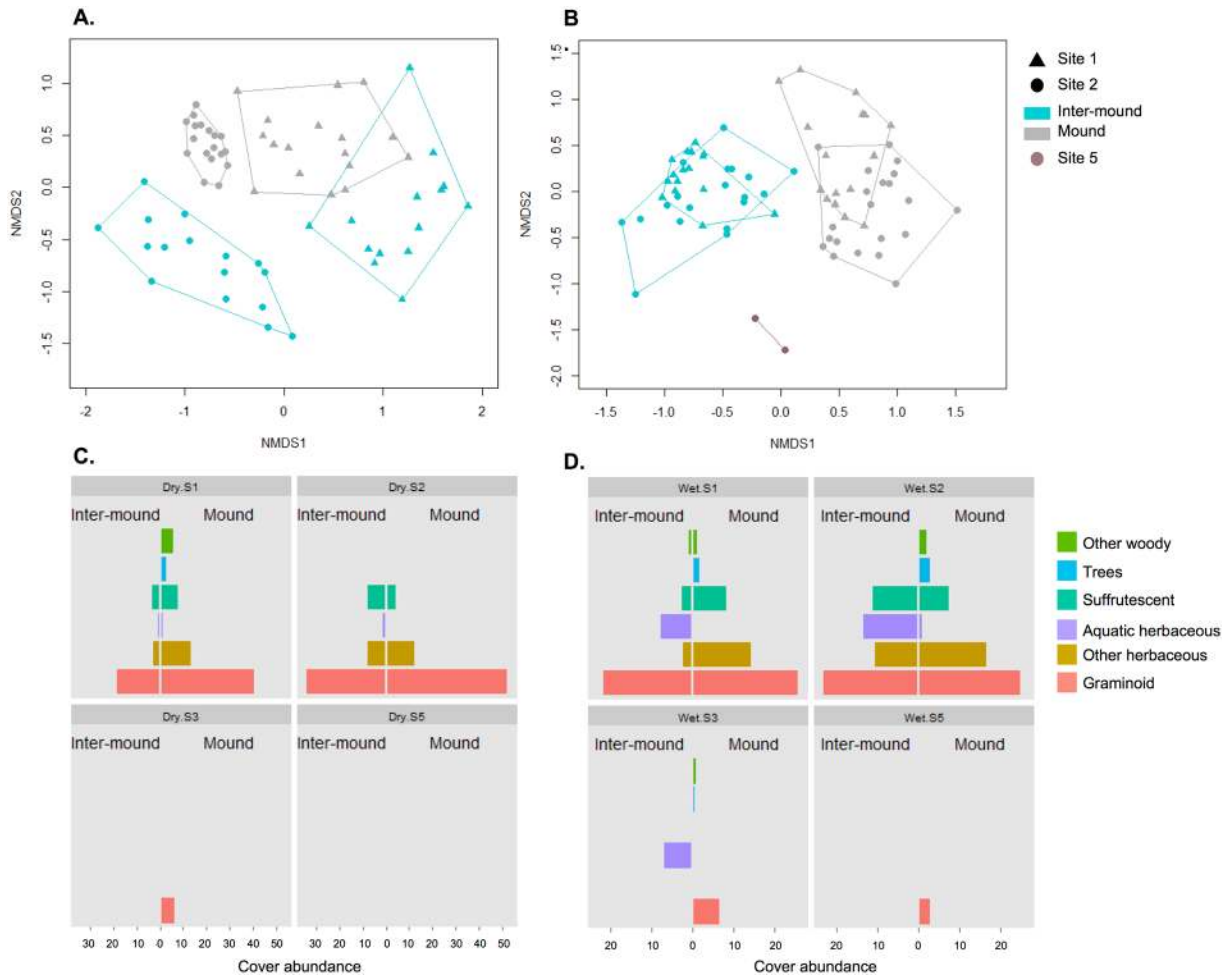 A.
B.
1.0
0.5
0.0
-0.5
-1.0
-1.5
NMDS2
-2
-1
0
1
2
NMDS1
1.5
1.0
0.5
0.0
-0.5
-1.0
-1.5
-2.0
NMDS2
-1.5
-1.0
-0.5
0.0
0.5
1.0
1.5
NMDS1
Site 1
Site 2
Inter-mound
Mound
Site 5
C.
Dry.S1
Dry.S2
Inter-mound Mound
Inter-mound Mound
Dry.S3
Dry.S5
Inter-mound Mound
Inter-mound Mound
30 20 10 0 10 20 30 40 50
30 20 10 0 10 20 30 40 50
Cover abundance
D.
Wet.S1
Wet.S2
Inter-mound Mound
Inter-mound Mound
Wet.S3
Wet.S5
Inter-mound Mound
Inter-mound Mound
20 10 0 10 20
20 10 0 10 20
Cover abundance
Other woody
Trees
Suffrutescent
Aquatic herbaceous
Other herbaceous
Graminoid